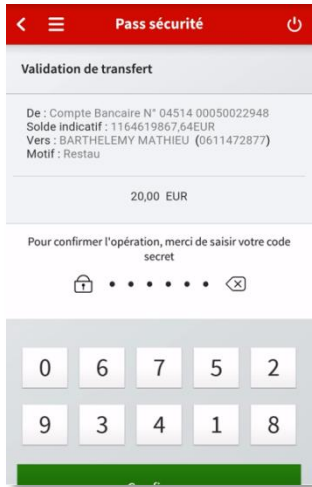 Pass sécurité
Validation de transfert
De : Compte Bancaire N° 04514 00050022948
Solde indicatif : 1164619867,64EUR
Vers : BARTHELEMY MATHIEU (0611472877)
Motif : Restau
20,00 EUR
Pour confirmer l'opération, merci de saisir votre code
secret
0 6 7 5 2
9 3 4 1 8